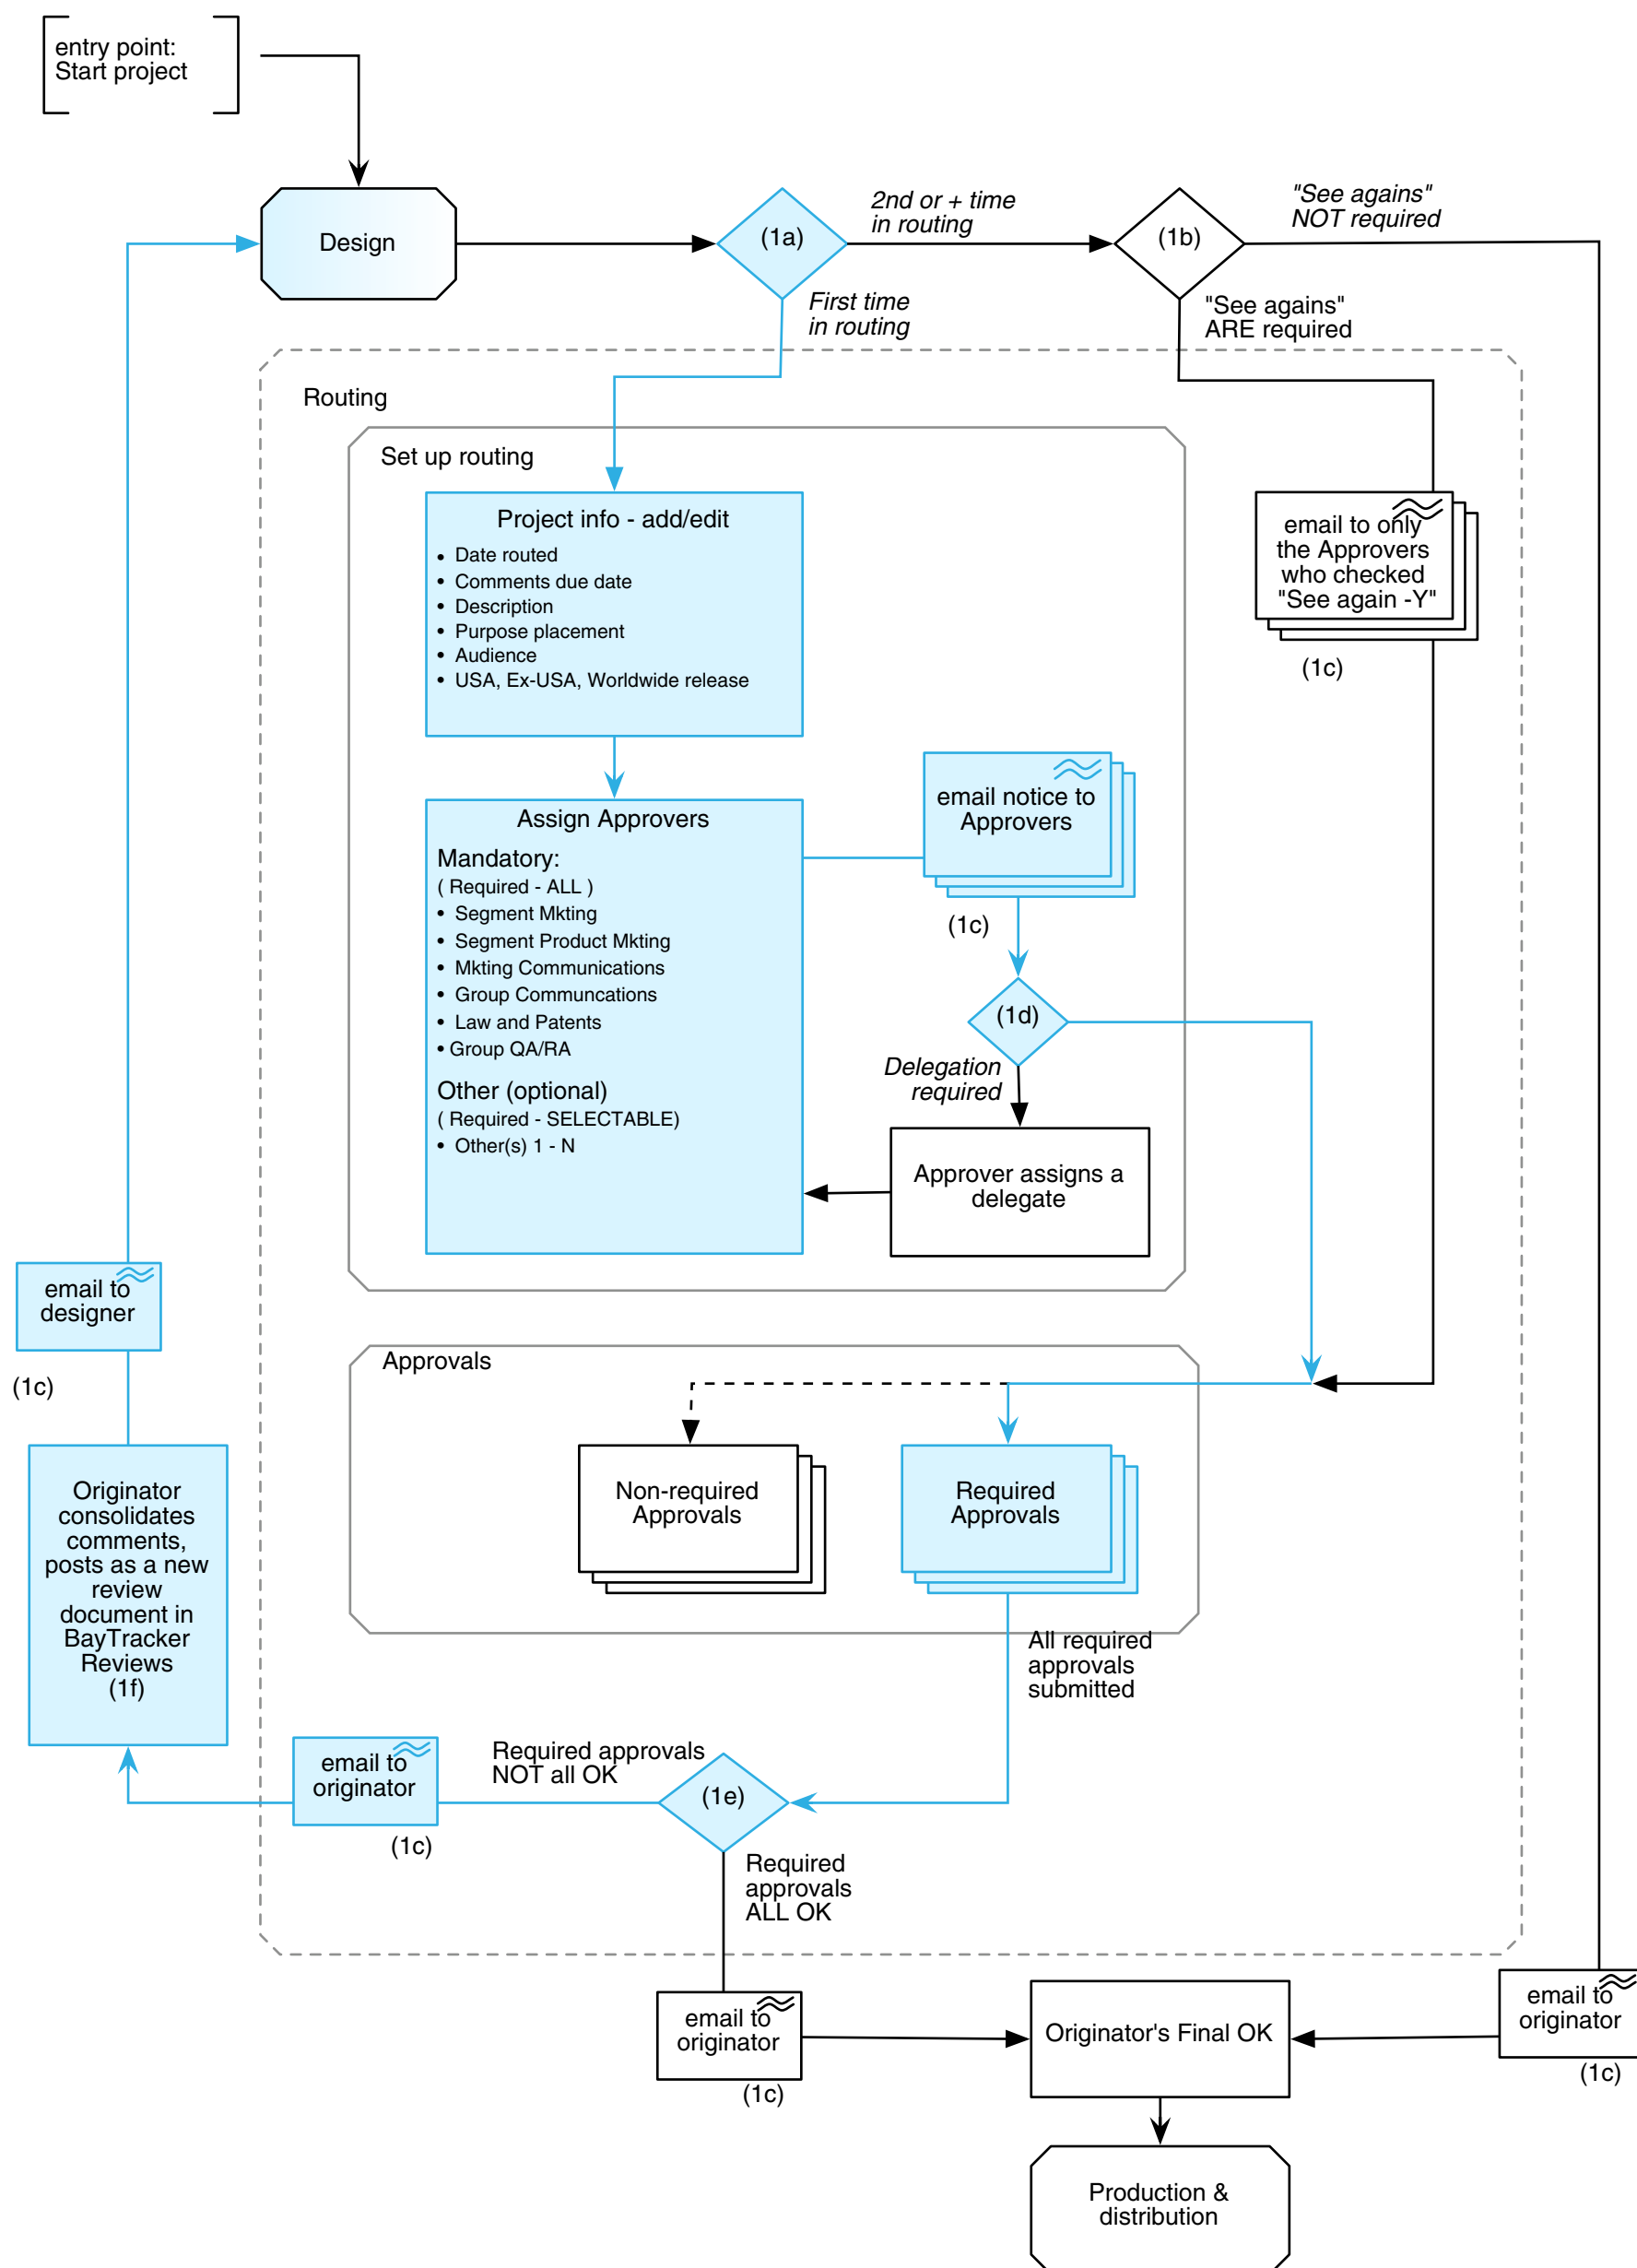 entry point:
Start project
Design
(1a)
2nd or + time
in routing
(1b)
"See agains"
NOT required
First time
in routing
"See agains"
ARE required
Routing
Set up routing
Project info - add/edit
• Date routed
• Comments due date
• Description
• Purpose placement
• Audience
• USA, Ex-USA, Worldwide release
email to only
the Approvers
who checked
"See again -Y"
(1c)
Assign Approvers
Mandatory:
( Required - ALL )
• Segment Mkting
• Segment Product Mkting
• Mkting Communications
• Group Communcations
• Law and Patents
• Group QA/RA
Other (optional)
( Required - SELECTABLE)
• Other(s) 1 - N
email notice to
Approvers
(1c)
(1d)
Delegation
required
Approver assigns a
delegate
email to
designer
(1c)
Approvals
Non-required
Approvals
Required
Approvals
Originator
consolidates
comments,
posts as a new
review
document in
BayTracker
Reviews
(1f)
All required
approvals
submitted
email to
originator
(1c)
Required approvals
NOT all OK
(1e)
Required
approvals
ALL OK
email to
originator
(1c)
Originator's Final OK
email to
originator
(1c)
Production &
distribution